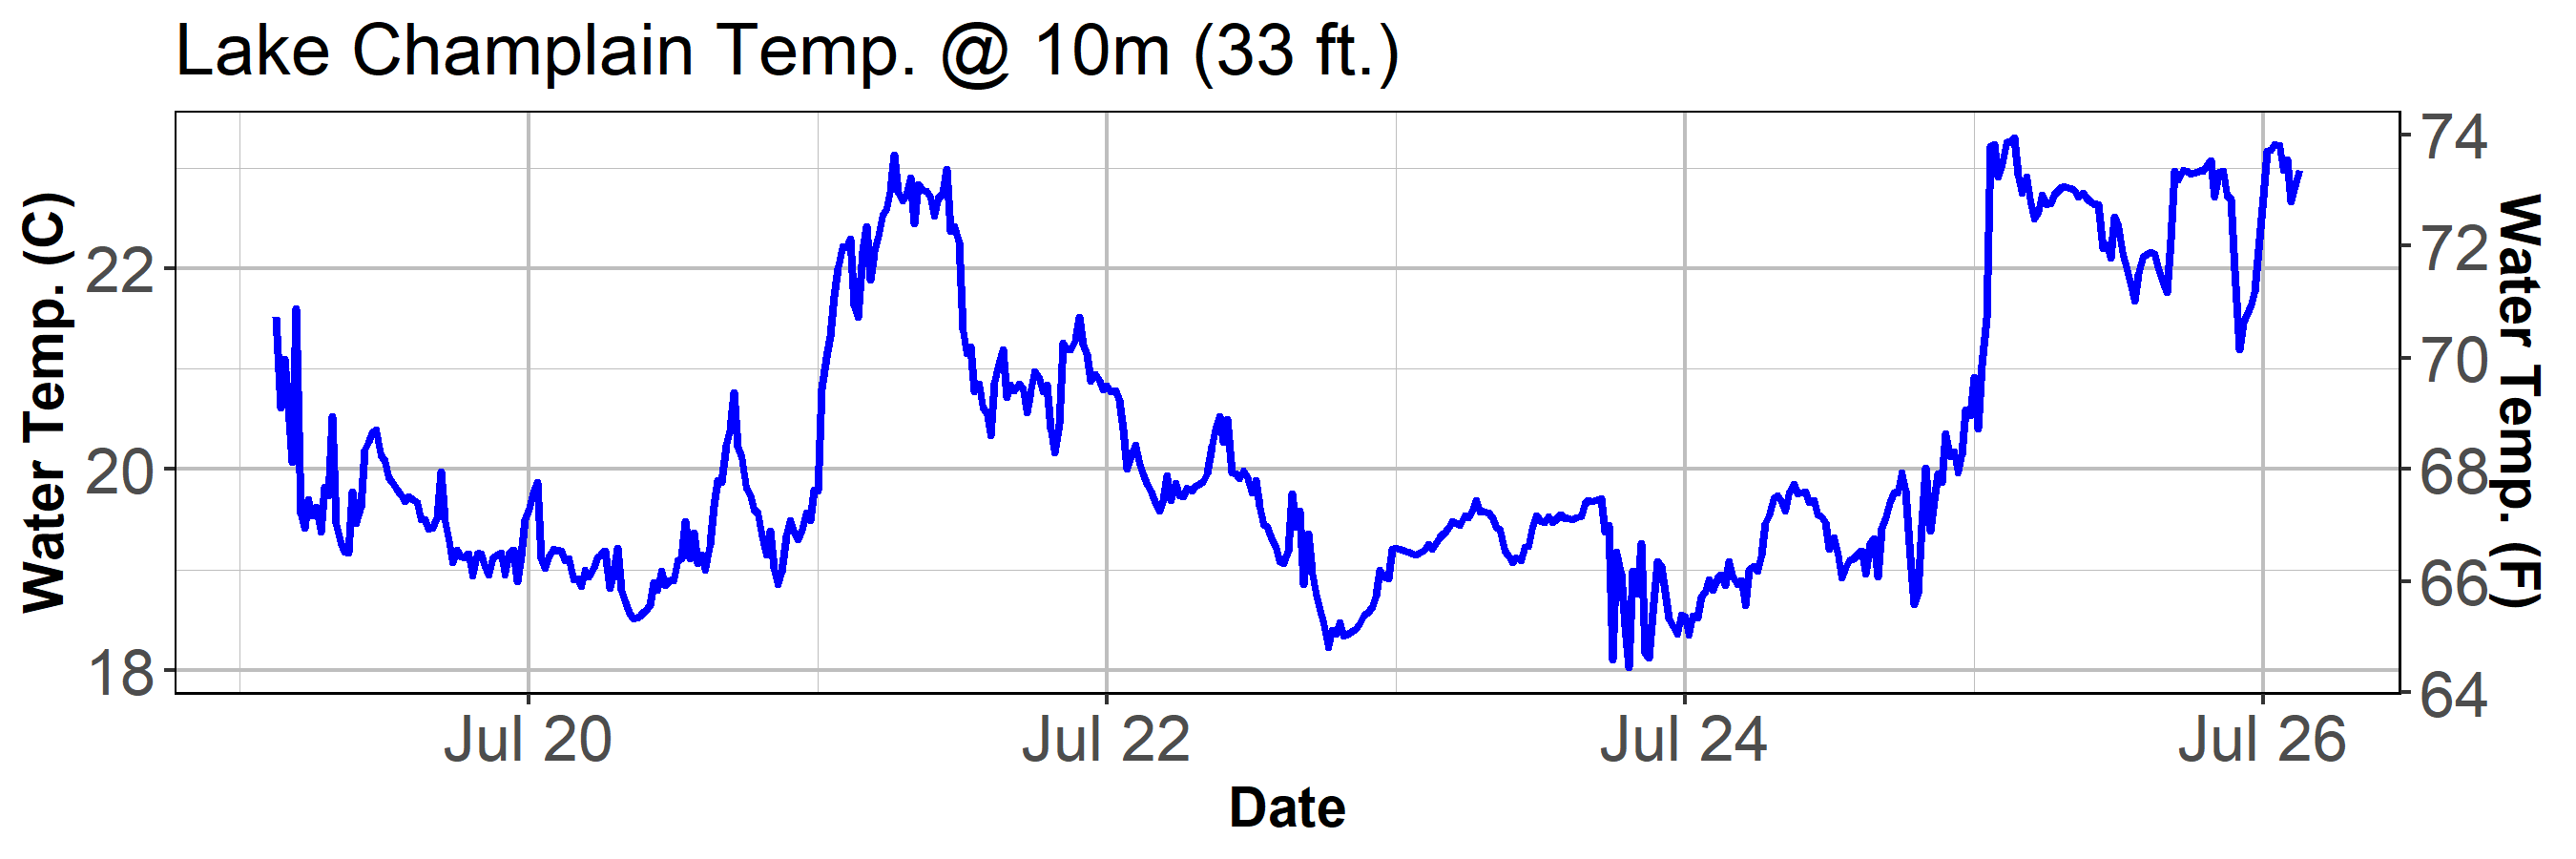 Lake Champlain Temp. @ 10m (33 ft.)
Water Temp. (C)
22
20
18
74
72
70
68
66
64
Water Temp. (F)
Jul 20 Jul 22 Jul 24 Jul 26
Date